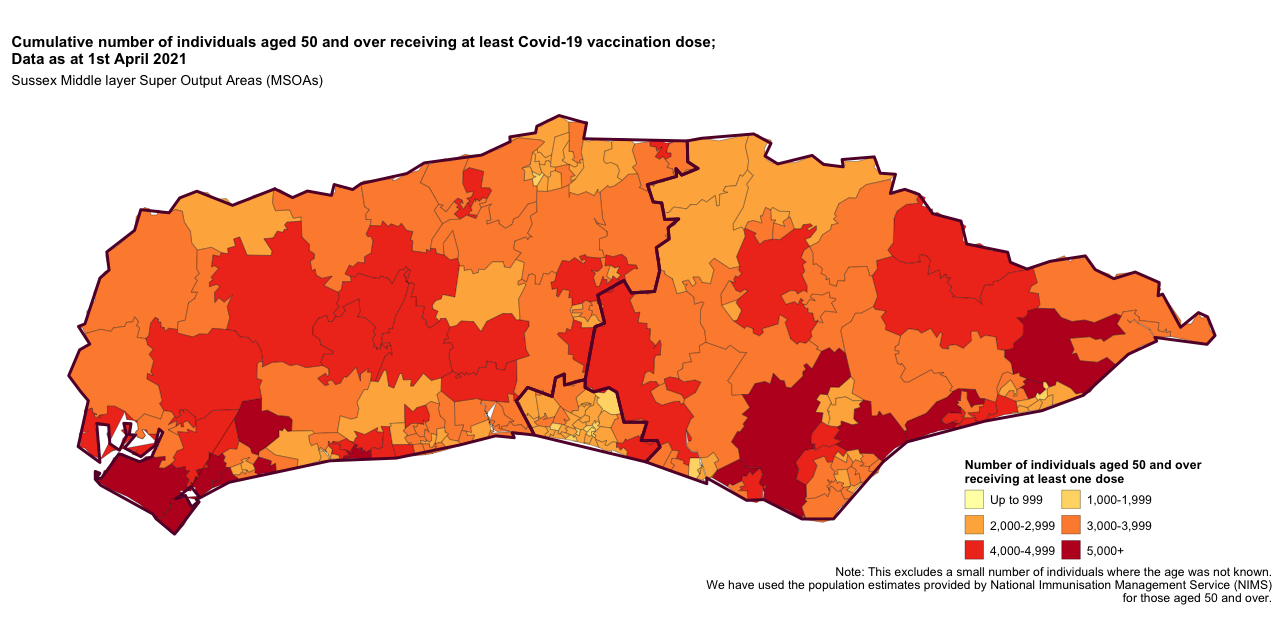 Cumulative number of individuals aged 50 and over receiving at least Covid-19 vaccination dose;
Data as at 1st April 2021
Sussex Middle layer Super Output Areas (MSOAs)
Number of individuals aged 50 and over
receiving at least one dose
Up to 999
1,000-1,999
2,000-2,999
3,000-3,999
4,000-4,999
5,000+
Note: This excludes a small number of individuals where the age was not known.
We have used the population estimates provided by National Immunisation Management Service (NIMS)
for those aged 50 and over.